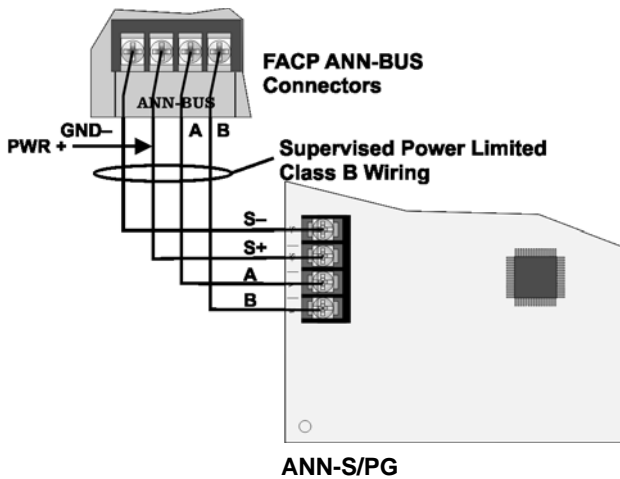 FACP ANN-BUS
Connectors
ANN-BUS
GND–
A B
PWR +
Supervised Power Limited
Class B Wiring
S–
S+
A
B
ANN-S/PG